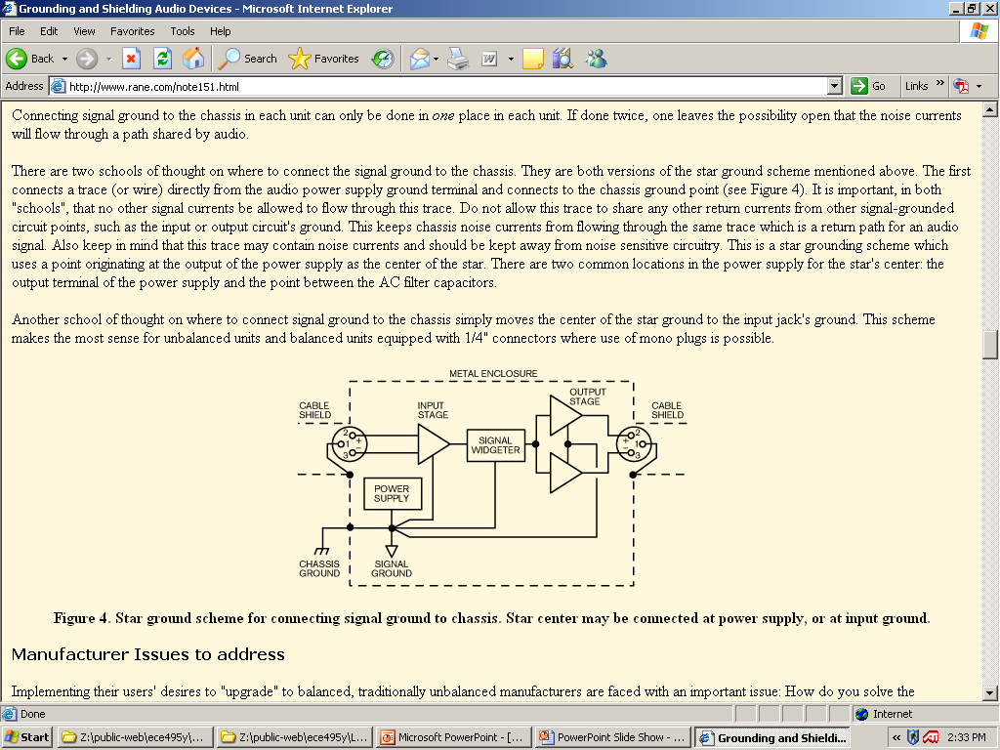 Grounding and Shielding Audio Devices - Microsoft Internet Explorer
File Edit View Favorites Tools Help
Back Search Favorites W
Address http://www.rane.com/note151.html Go Links »
Connecting signal ground to the chassis in each unit can only be done in one place in each unit. If done twice, one leaves the possibility open that the noise currents
will flow through a path shared by audio.
There are two schools of thought on where to connect the signal ground to the chassis. They are both versions of the star ground scheme mentioned above. The first
connects a trace (or wire) directly from the audio power supply ground terminal and connects to the chassis ground point (see Figure 4). It is important, in both
"schools", that no other signal currents be allowed to flow through this trace. Do not allow this trace to share any other return currents from other signal-grounded
circuit points, such as the input or output circuit's ground. This keeps chassis noise currents from flowing through the same trace which is a return path for an audio
signal. Also keep in mind that this trace may contain noise currents and should be kept away from noise sensitive circuitry. This is a star grounding scheme which
uses a point originating at the output of the power supply as the center of the star. There are two common locations in the power supply for the star's center: the
output terminal of the power supply and the point between the AC filter capacitors.
Another school of thought on where to connect signal ground to the chassis simply moves the center of the star ground to the input jack's ground. This scheme
makes the most sense for unbalanced units and balanced units equipped with 1/4" connectors where use of mono plugs is possible.
METAL ENCLOSURE
CABLE
SHIELD
INPUT
STAGE
OUTPUT
STAGE
CABLE
SHIELD
2
1 +
3 -
SIGNAL
WIDGETER
2
+ 1
- 3
POWER
SUPPLY
CHASSIS
GROUND
SIGNAL
GROUND
Figure 4. Star ground scheme for connecting signal ground to chassis. Star center may be connected at power supply, or at input ground.
Manufacturer Issues to address
Implementing their users' desires to "upgrade" to balanced, traditionally unbalanced manufacturers are faced with an important issue: How do you solve the
Done Internet
Start Z:\public-web\ece495y\... Z:\public-web\ece495y\L... Microsoft PowerPoint - [... PowerPoint Slide Show - ... Grounding and Shieldi... « 2:33 PM